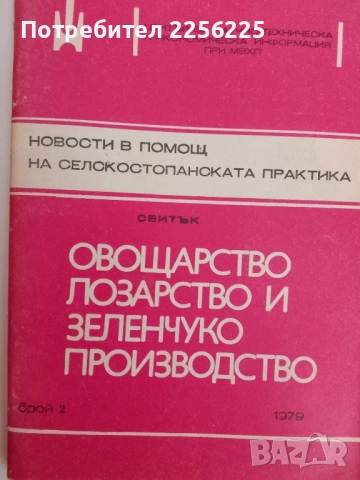 Потребител 2256225
ТЕХНИЧЕСКА
ИНФОРМАЦИЯ
ПРИ МЗХП
НОВОСТИ В ПОМОЩ
НА СЕЛСКОСТОПАНСКАТА ПРАКТИКА
СВИТЪК
ОВОЩАРСТВО
ЛОЗАРСТВО И
ЗЕЛЕНЧУКО
ПРОИЗВОДСТВО
брой 2
1979
BAZAR